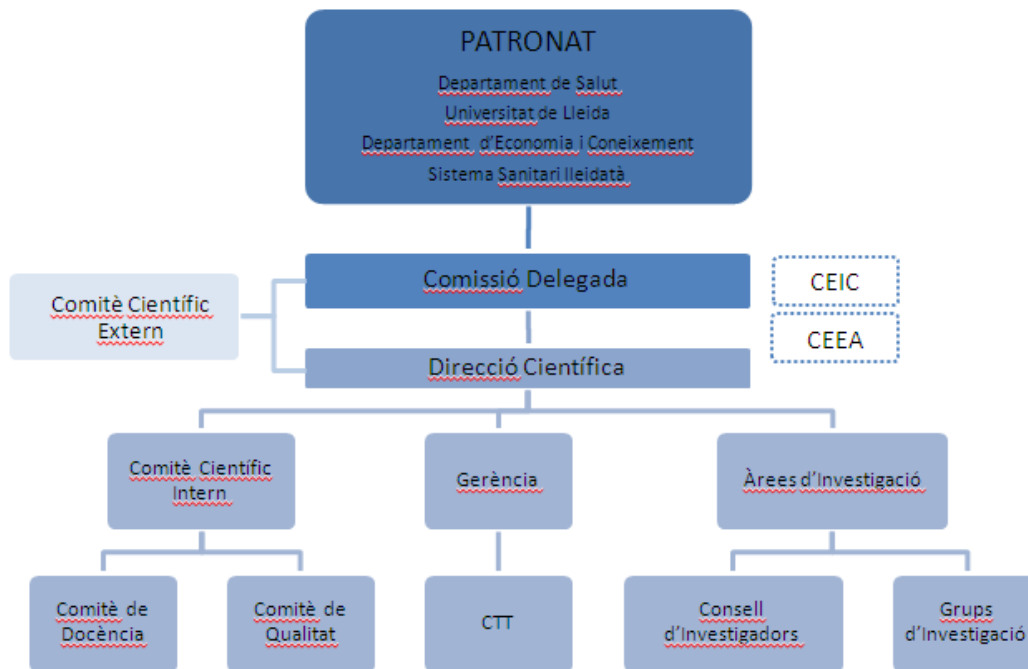 PATRONAT
Departament de Salut
Universitat de Lleida
Departament d'Economia i Coneixement
Sistema Sanitari lleidatà
Comissió Delegada
CEIC
Comitè Científic
Extern
CEEA
Direcció Científica
Comitè Científic
Intern
Gerència
Àrees d'Investigació
Comitè de
Docència
Comitè de
Qualitat
CTT
Consell
d'Investigadors
Grups
d'Investigació